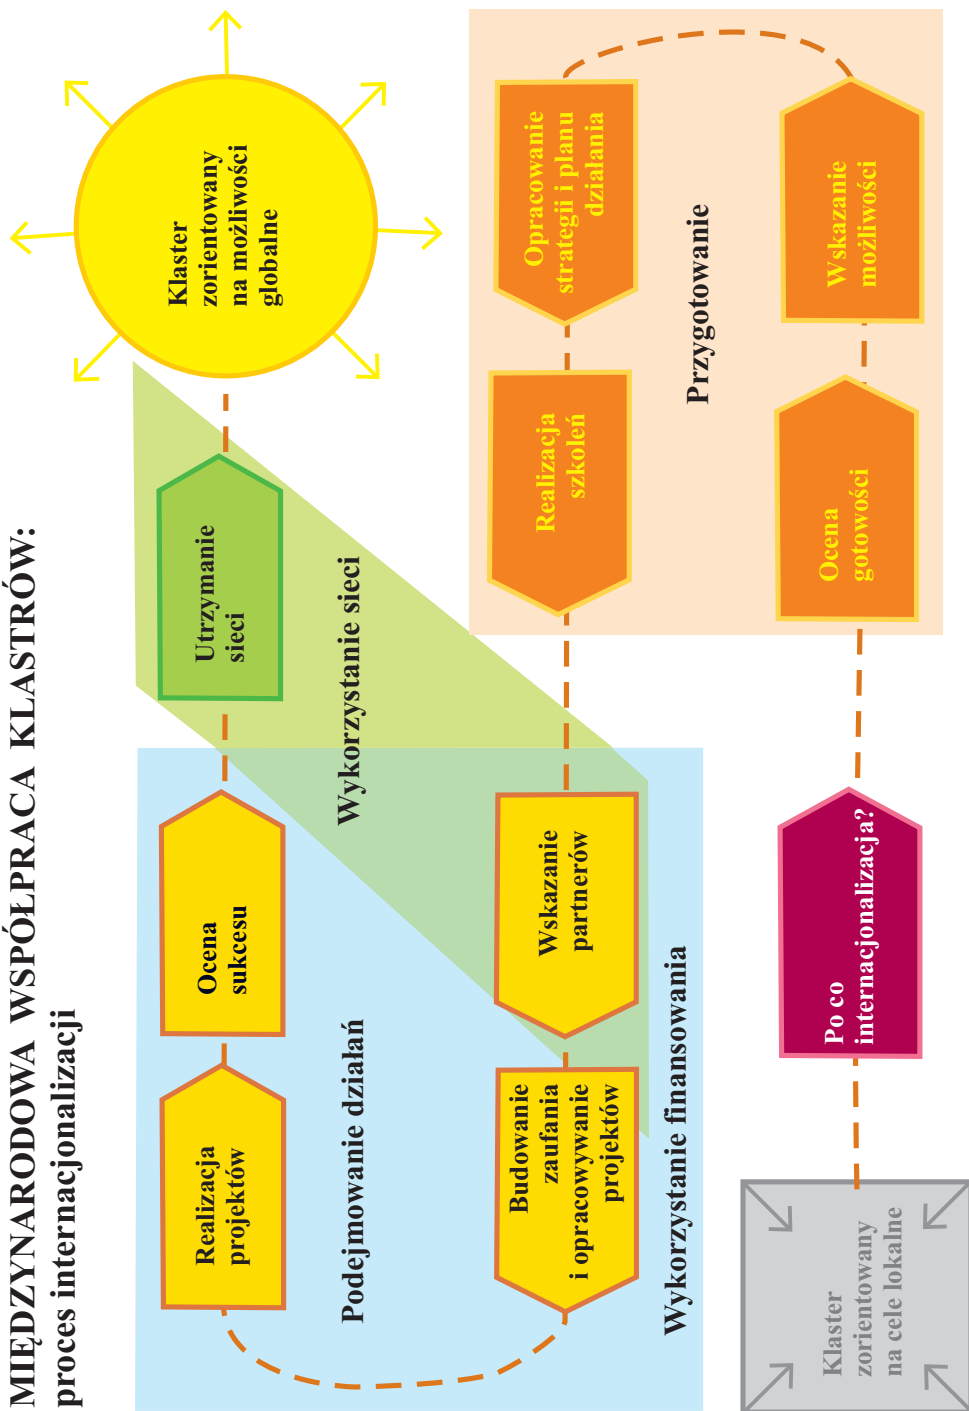 MIĘDZYNARODOWA WSPÓŁPRACA KLASTRÓW:
proces internacjonalizacji
Realizacja
projektów
Ocena
sukcesu
Utrzymanie
sieci
Klaster
zorientowany
na możliwości
globalne
Podejmowanie działań
Wykorzystanie sieci
Budowanie
zaufania
i opracowywanie
projektów
Wskazanie
partnerów
Realizacja
szkoleń
Opracowanie
strategii i planu
działania
Wykorzystanie finansowania
Przygotowanie
Klaster
zorientowany
na cele lokalne
Po co
internacjonalizacja?
Ocena
gotowości
Wskazanie
możliwości